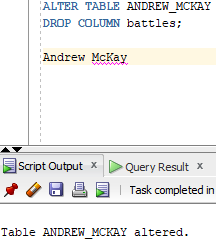 ALTER TABLE ANDREW_MCKAY
DROP COLUMN battles;
Andrew McKay
Script Output x
Query Result x
Task completed in
Table ANDREW_MCKAY altered.